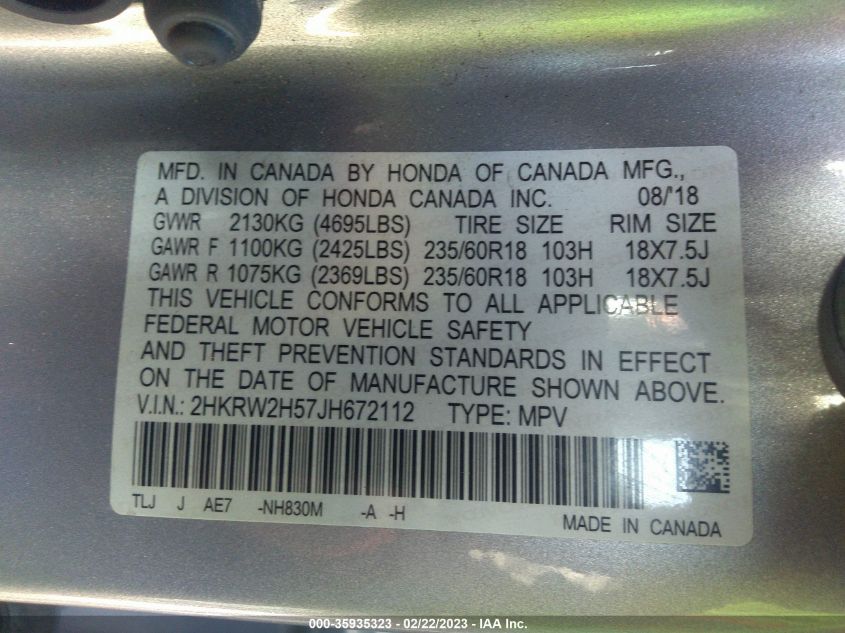 MFD. IN CANADA BY HONDA OF CANADA MFG.,
A DIVISION OF HONDA CANADA INC. 08/'18
GVWR 2130KG (4695LBS) TIRE SIZE RIM SIZE
GAWR F 1100KG (2425LBS) 235/60R18 103H 18X7.5J
GAWR R 1075KG (2369LBS) 235/60R18 103H 18X7.5J
THIS VEHICLE CONFORMS TO ALL APPLICABLE
FEDERAL MOTOR VEHICLE SAFETY
AND THEFT PREVENTION STANDARDS IN EFFECT
ON THE DATE OF MANUFACTURE SHOWN ABOVE.
V.I.N.: 2HKRW2H57JH672112 TYPE: MPV
TLJ J AE7 -NH830M -A -H
MADE IN CANADA
000-35935323 - 02/22/2023 - IAA Inc.